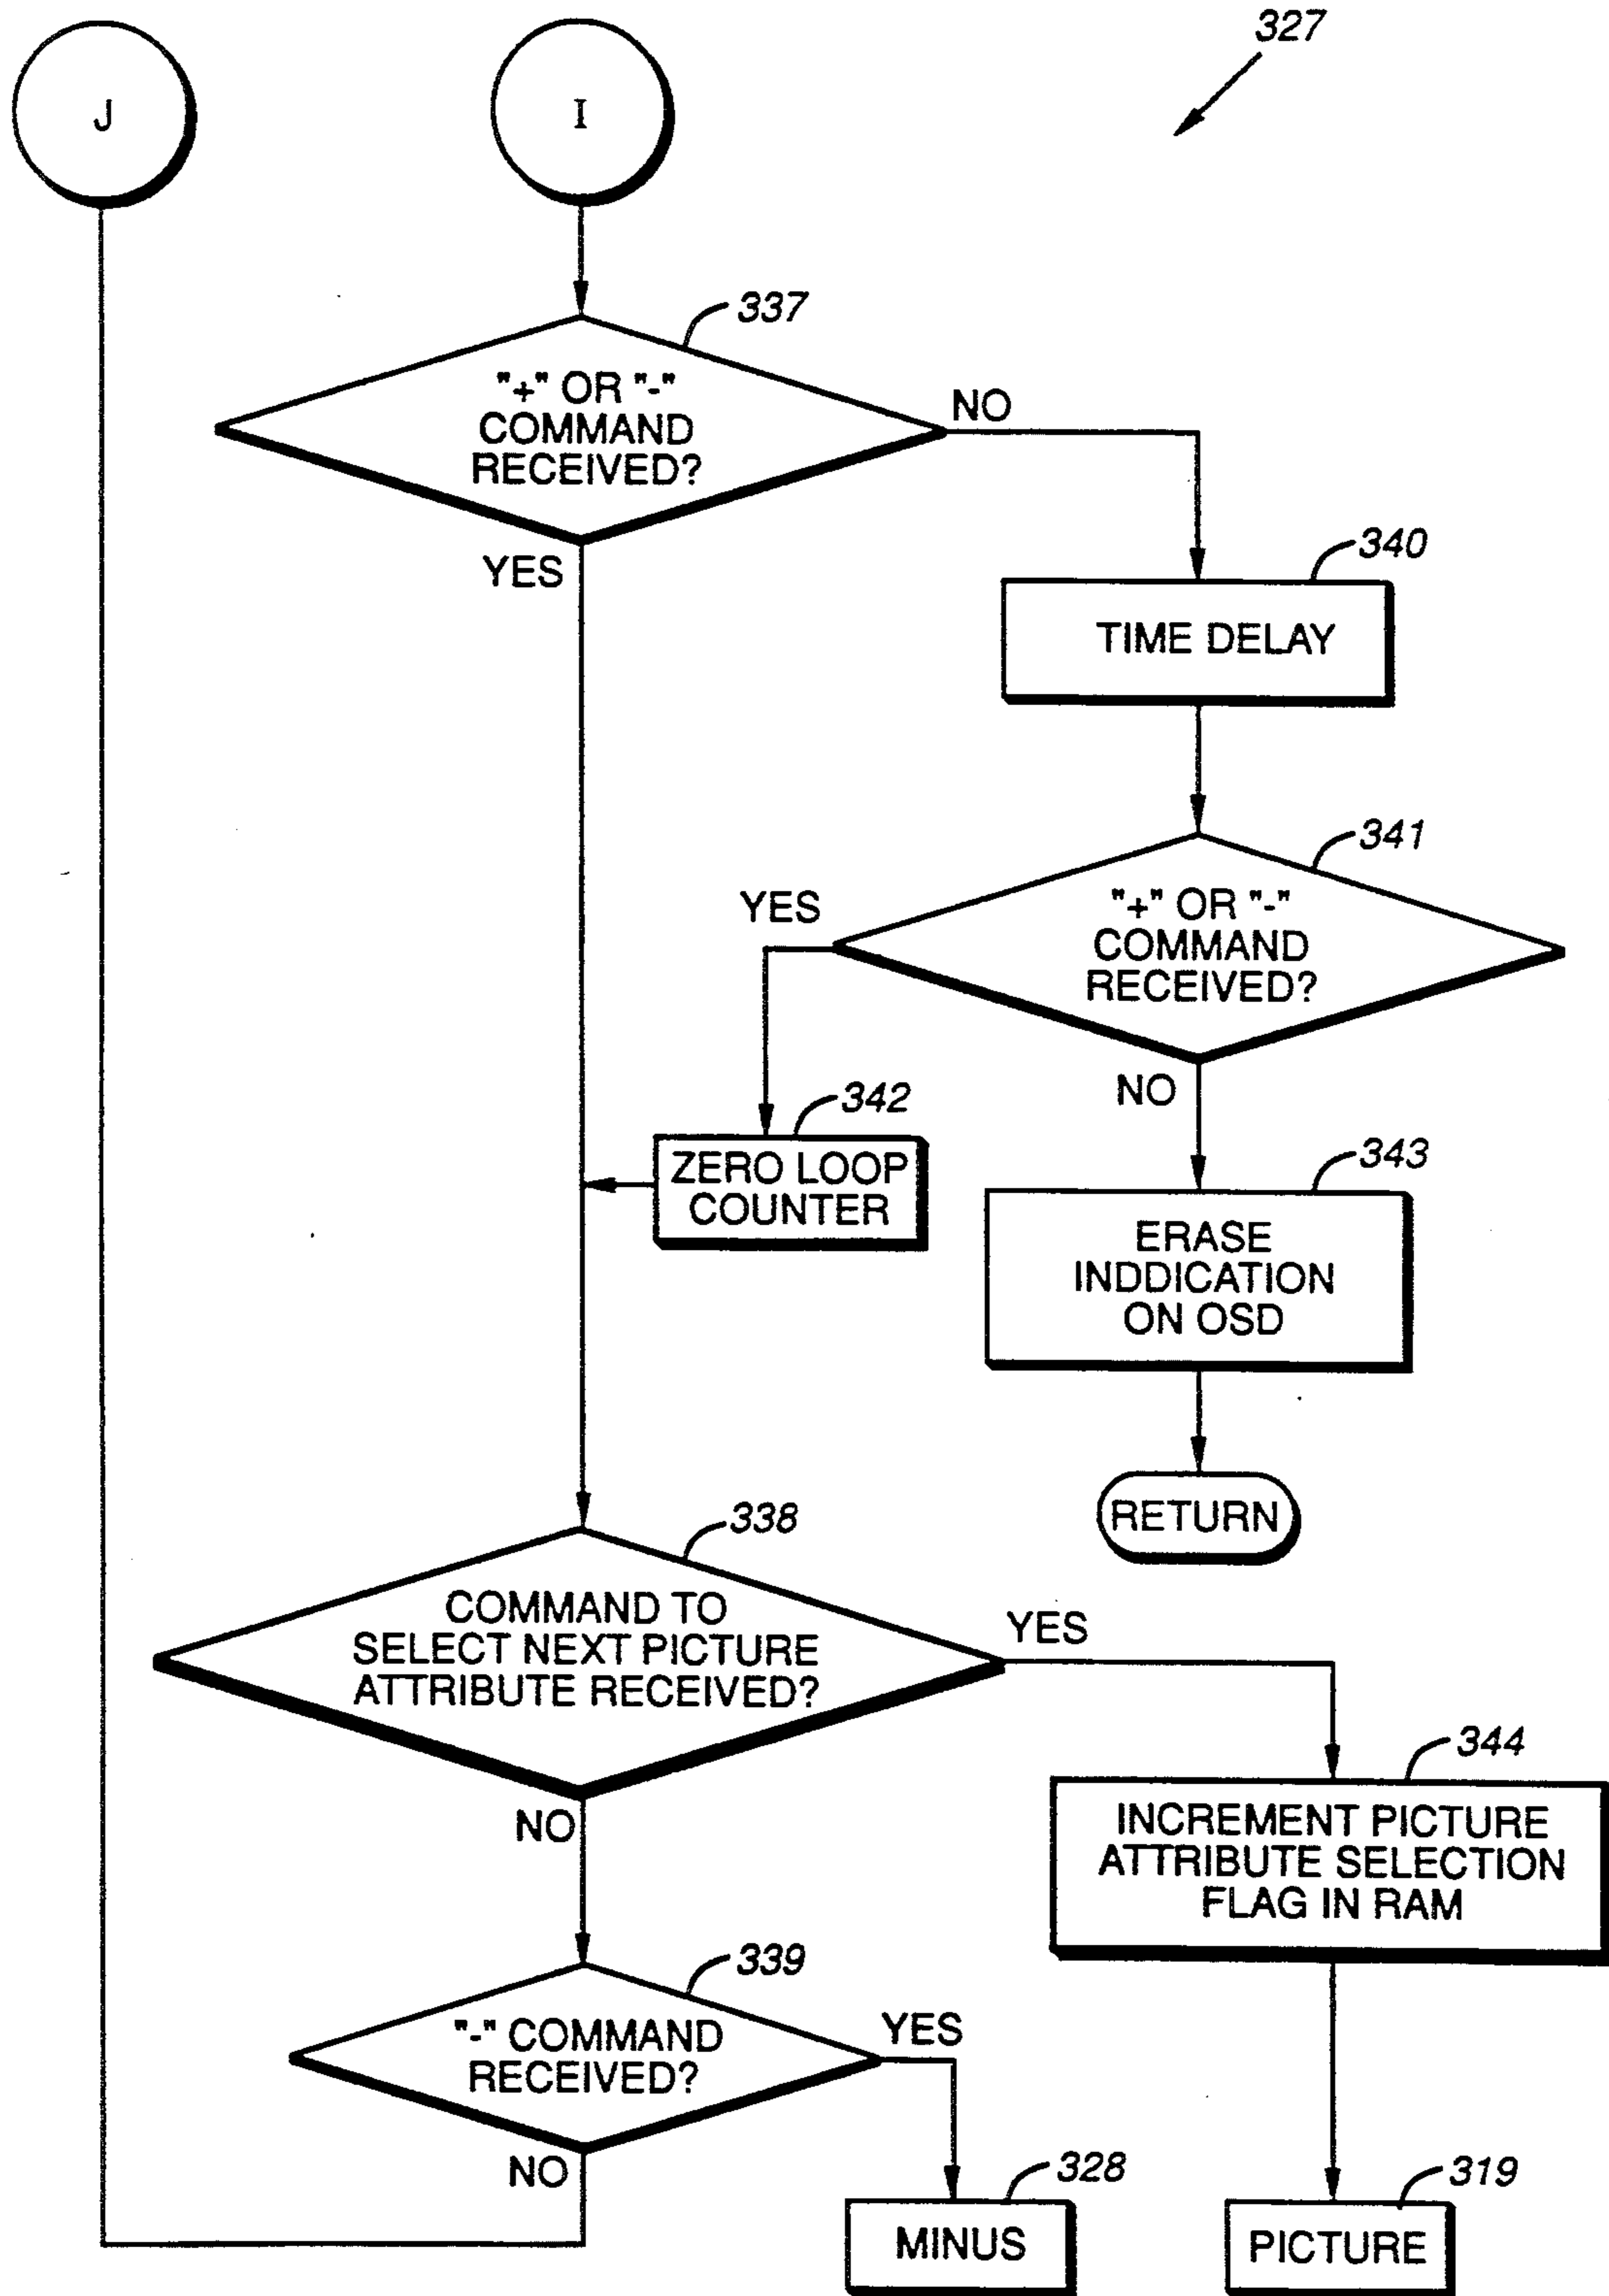 327
J
I
337
"+" OR "-"
COMMAND
RECEIVED?
NO
YES
340
TIME DELAY
341
"+" OR "-"
COMMAND
RECEIVED?
YES
NO
342
ZERO LOOP
COUNTER
343
ERASE
INDDICATION
ON OSD
RETURN
338
COMMAND TO
SELECT NEXT PICTURE
ATTRIBUTE RECEIVED?
YES
NO
344
INCREMENT PICTURE
ATTRIBUTE SELECTION
FLAG IN RAM
339
"-" COMMAND
RECEIVED?
YES
NO
328
MINUS
319
PICTURE